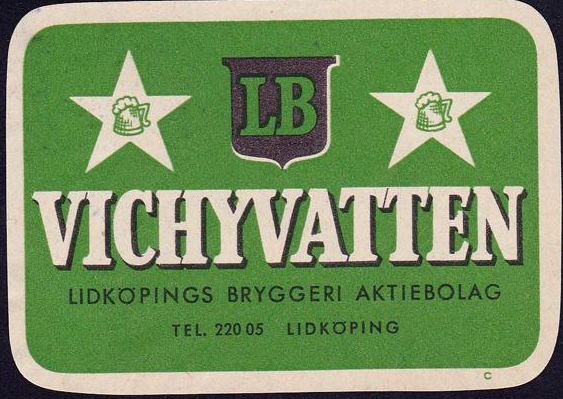 LB
VICHYVATTEN
LIDKÖPINGS BRYGGERI AKTIEBOLAG
TEL. 220 05 LIDKÖPING
C